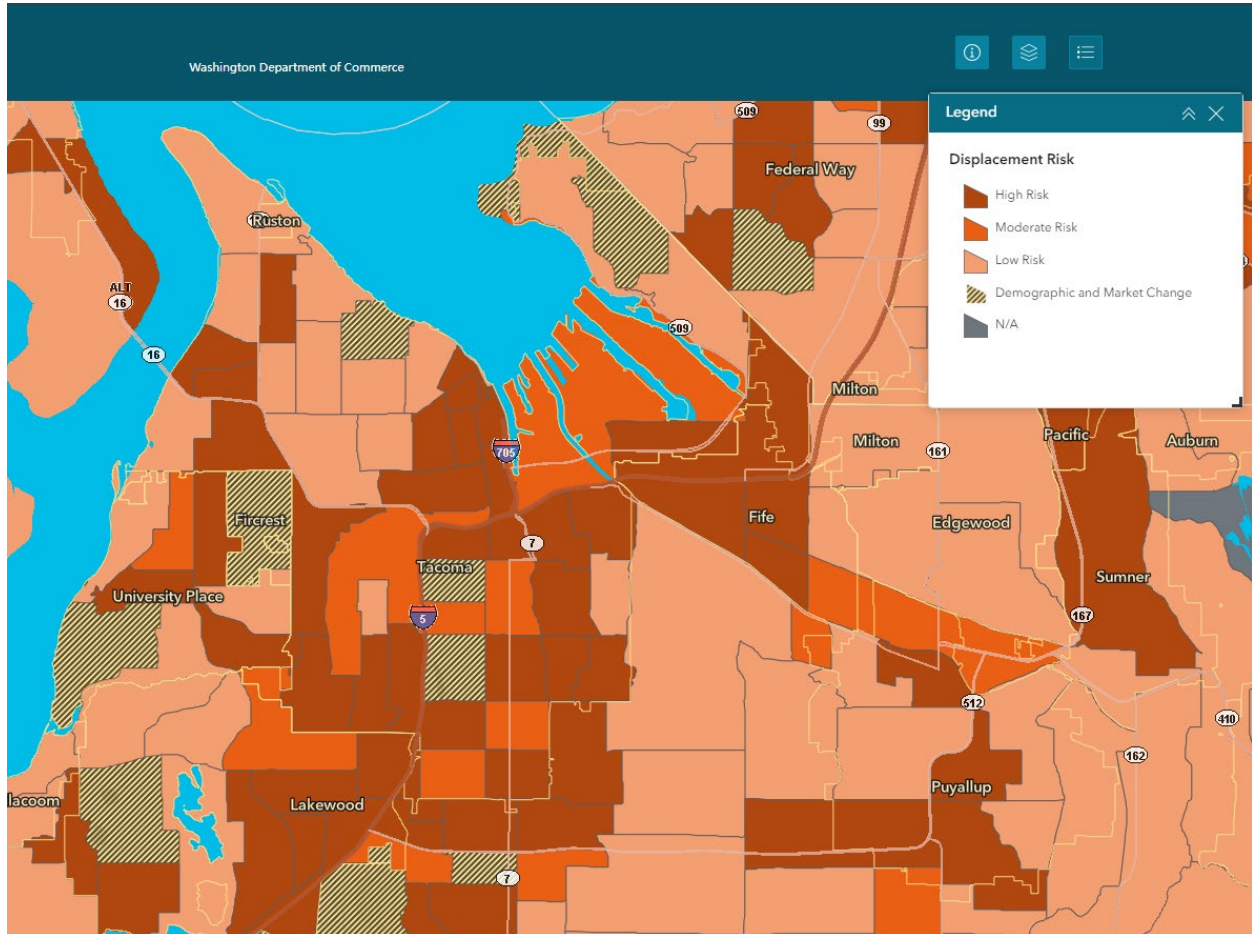 Washington Department of Commerce
Legend
Displacement Risk
High Risk
Moderate Risk
Low Risk
Demographic and Market Change
N/A
509
99
Federal Way
Ruston
ALT
16
16
509
Milton
705
Milton
161
Pacific
Auburn
Fircrest
Fife
Edgewood
7
Tacoma
Sumner
University Place
5
167
512
410
162
Puyallup
lacoom
Lakewood
7